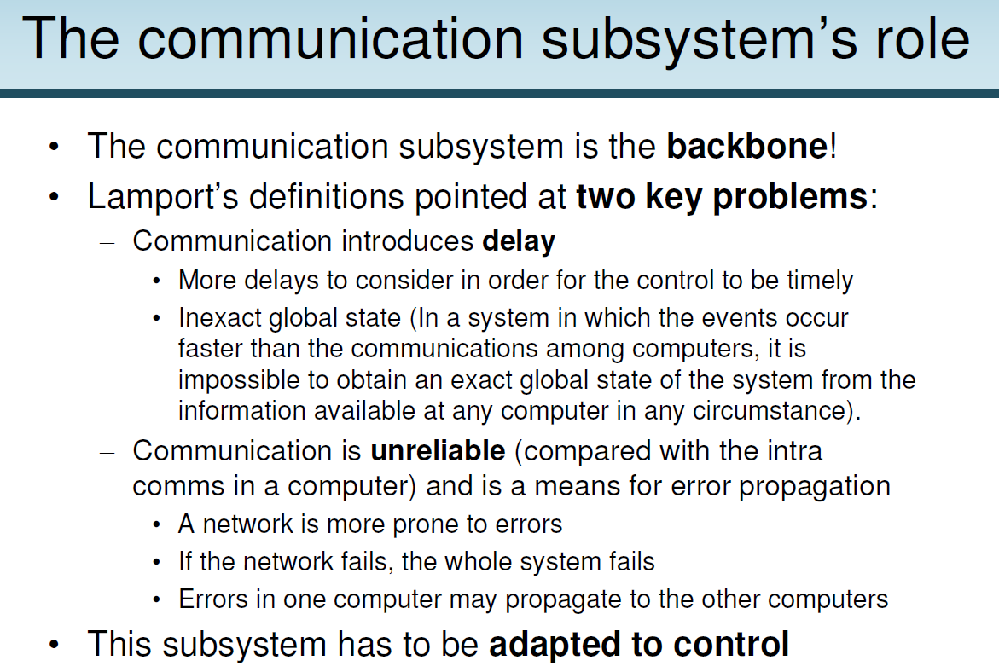 The communication subsystem's role
• The communication subsystem is the backbone!
• Lamport's definitions pointed at two key problems:
– Communication introduces delay
• More delays to consider in order for the control to be timely
• Inexact global state (In a system in which the events occur
faster than the communications among computers, it is
impossible to obtain an exact global state of the system from the
information available at any computer in any circumstance).
– Communication is unreliable (compared with the intra
comms in a computer) and is a means for error propagation
• A network is more prone to errors
• If the network fails, the whole system fails
• Errors in one computer may propagate to the other computers
• This subsystem has to be adapted to control